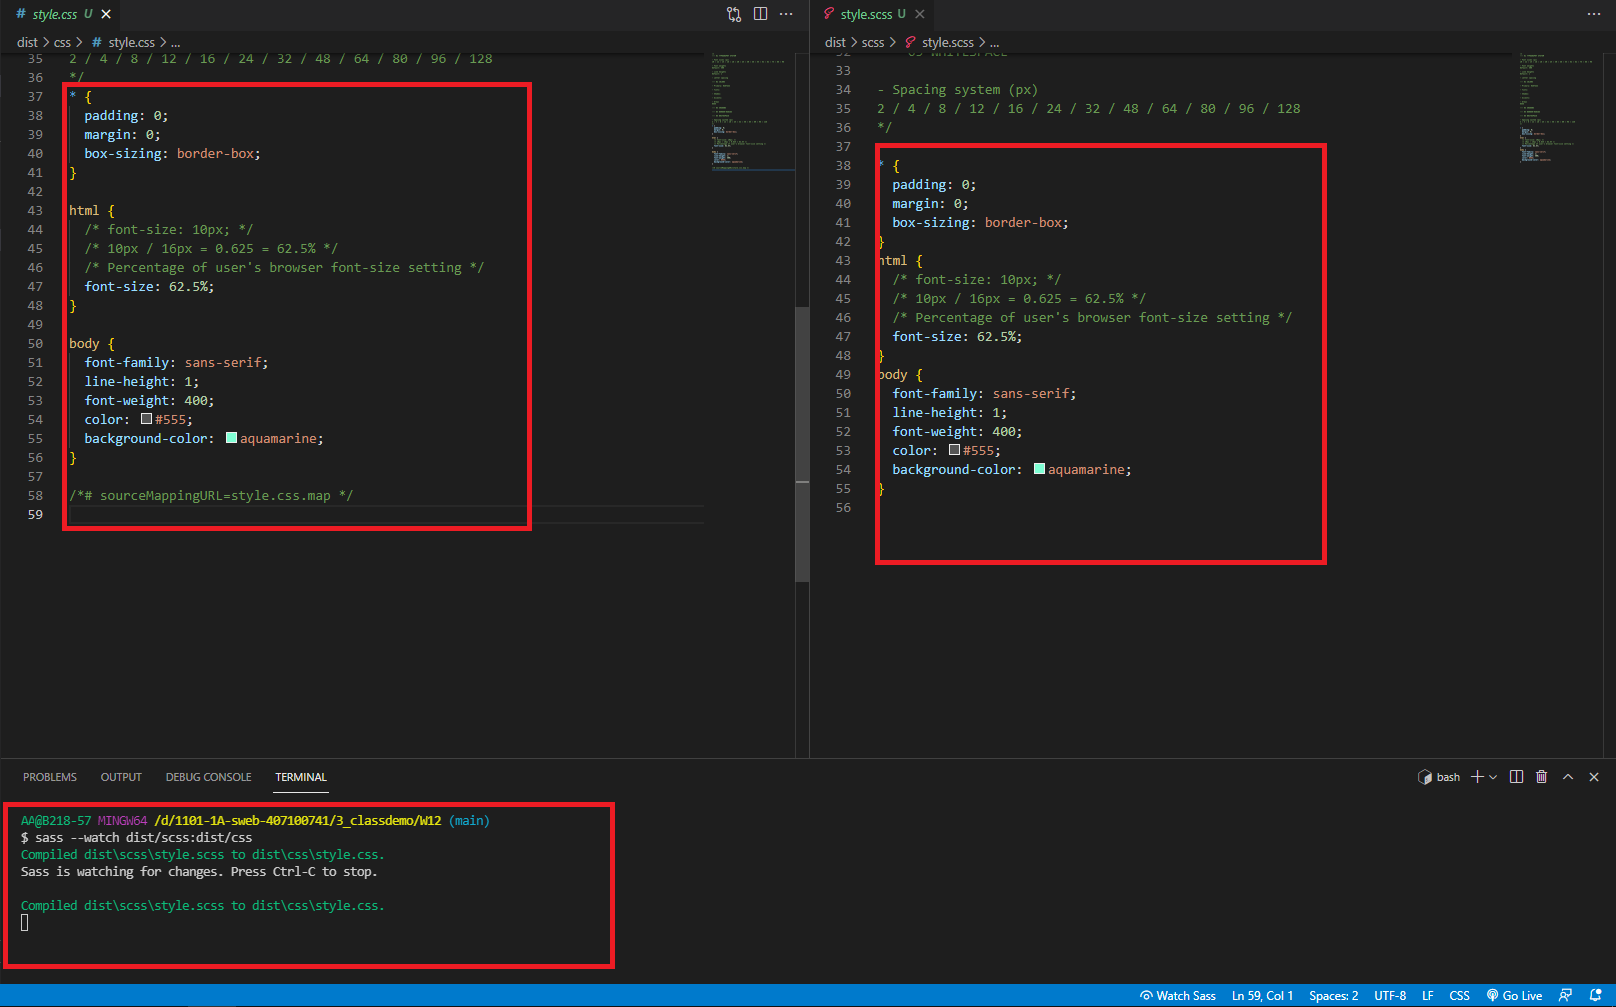 style.css U
dist > css > # style.css > ...
35 2 / 4 / 8 / 12 / 16 / 24 / 32 / 48 / 64 / 80 / 96 / 128
36 */
37 * {
38 padding: 0;
39 margin: 0;
40 box-sizing: border-box;
41 }
42
43 html {
44 /* font-size: 10px; */
45 /* 10px / 16px = 0.625 = 62.5% */
46 /* Percentage of user's browser font-size setting */
47 font-size: 62.5%;
48 }
49
50 body {
51 font-family: sans-serif;
52 line-height: 1;
53 font-weight: 400;
54 color: #555;
55 background-color: aquamarine;
56 }
57
58 /*# sourceMappingURL=style.css.map */
59
style.scss U
dist > scss > style.scss > ...
33
34 - Spacing system (px)
35 2 / 4 / 8 / 12 / 16 / 24 / 32 / 48 / 64 / 80 / 96 / 128
36 */
37
38 * {
39 padding: 0;
40 margin: 0;
41 box-sizing: border-box;
42 }
43 html {
44 /* font-size: 10px; */
45 /* 10px / 16px = 0.625 = 62.5% */
46 /* Percentage of user's browser font-size setting */
47 font-size: 62.5%;
48 }
49 body {
50 font-family: sans-serif;
51 line-height: 1;
52 font-weight: 400;
53 color: #555;
54 background-color: aquamarine;
55 }
56
PROBLEMS OUTPUT DEBUG CONSOLE TERMINAL bash
AA@B218-57 MINGW64 /d/1101-1A-sweb-407100741/3_classdemo/W12 (main)
$ sass --watch dist/scss:dist/css
Compiled dist\scss\style.scss to dist\css\style.css.
Sass is watching for changes. Press Ctrl-C to stop.
Compiled dist\scss\style.scss to dist\css\style.css.
Watch Sass Ln 59, Col 1 Spaces: 2 UTF-8 LF CSS Go Live